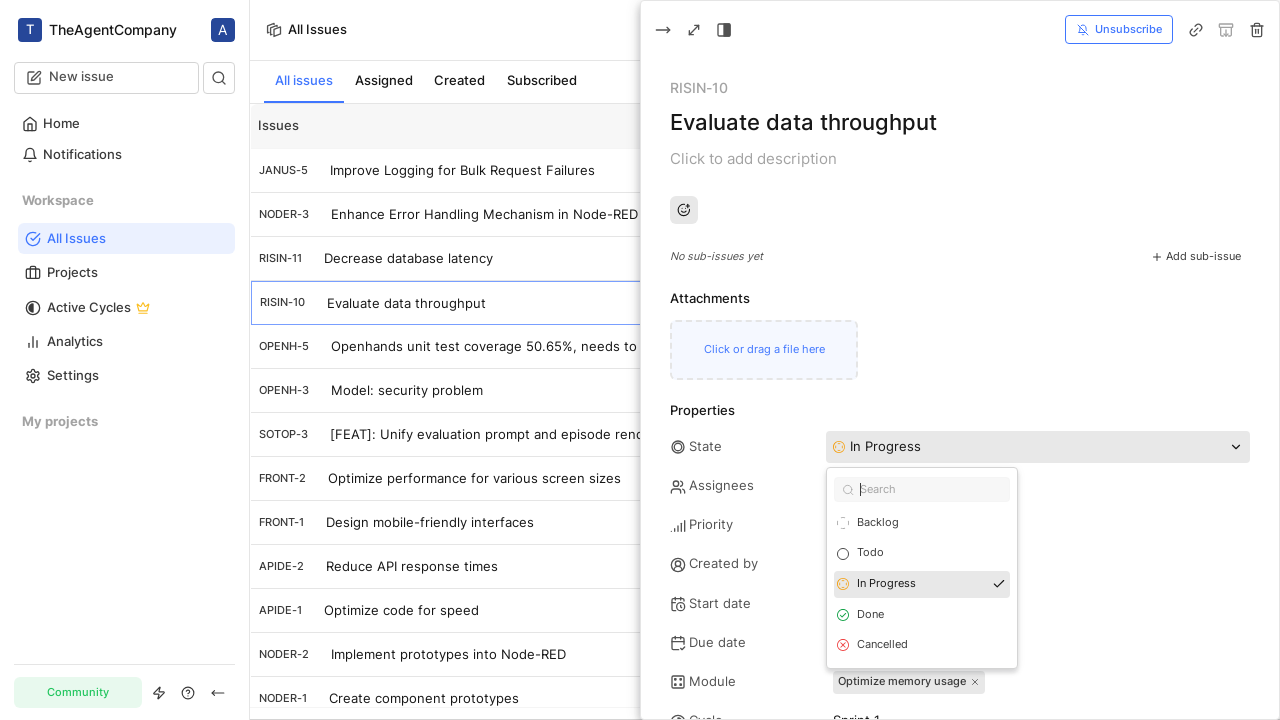 T TheAgentCompany A
New issue
Home
Notifications
Workspace
All Issues
Projects
Active Cycles
Analytics
Settings
My projects
Community
All Issues
All issues Assigned Created Subscribed
Issues
JANUS-5 Improve Logging for Bulk Request Failures
NODER-3 Enhance Error Handling Mechanism in Node-RED
RISIN-11 Decrease database latency
RISIN-10 Evaluate data throughput
OPENH-5 Openhands unit test coverage 50.65%, needs to
OPENH-3 Model: security problem
SOTOP-3 [FEAT]: Unify evaluation prompt and episode
FRONT-2 Optimize performance for various screen sizes
FRONT-1 Design mobile-friendly interfaces
APIDE-2 Reduce API response times
APIDE-1 Optimize code for speed
NODER-2 Implement prototypes into Node-RED
NODER-1 Create component prototypes
Unsubscribe
RISIN-10
Evaluate data throughput
Click to add description
No sub-issues yet
Add sub-issue
Attachments
Click or drag a file here
Properties
State In Progress
Assignees
Priority
Created by
Start date
Due date
Module Optimize memory usage
Cycle Sprint 1
Search
Backlog
Todo
In Progress
Done
Cancelled